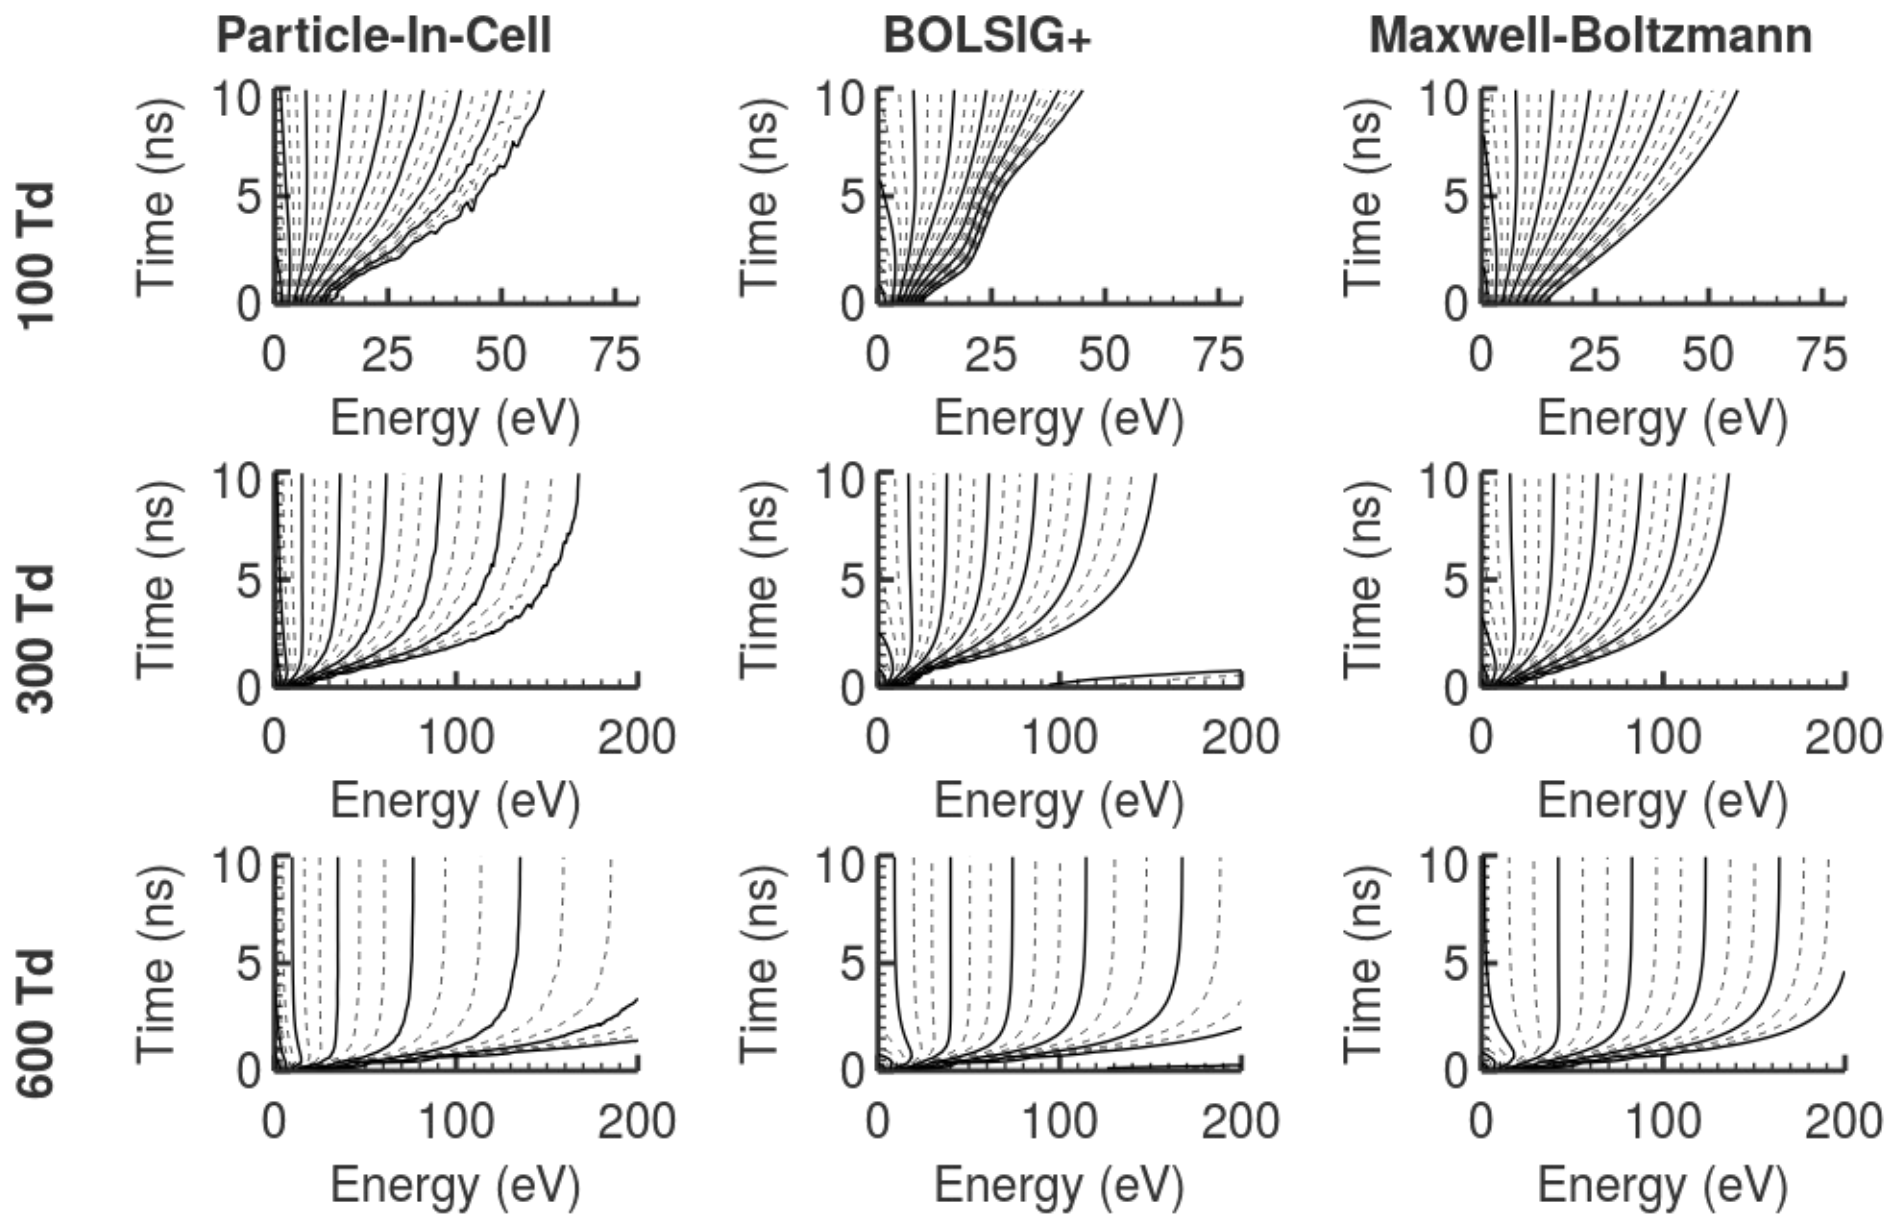 Particle-In-Cell BOLSIG+ Maxwell-Boltzmann
100 Td
Time (ns)
10
5
0
0 25 50 75
Energy (eV)
Time (ns)
10
5
0
0 25 50 75
Energy (eV)
Time (ns)
10
5
0
0 25 50 75
Energy (eV)
300 Td
Time (ns)
10
5
0
0 100 200
Energy (eV)
Time (ns)
10
5
0
0 100 200
Energy (eV)
Time (ns)
10
5
0
0 100 200
Energy (eV)
600 Td
Time (ns)
10
5
0
0 100 200
Energy (eV)
Time (ns)
10
5
0
0 100 200
Energy (eV)
Time (ns)
10
5
0
0 100 200
Energy (eV)